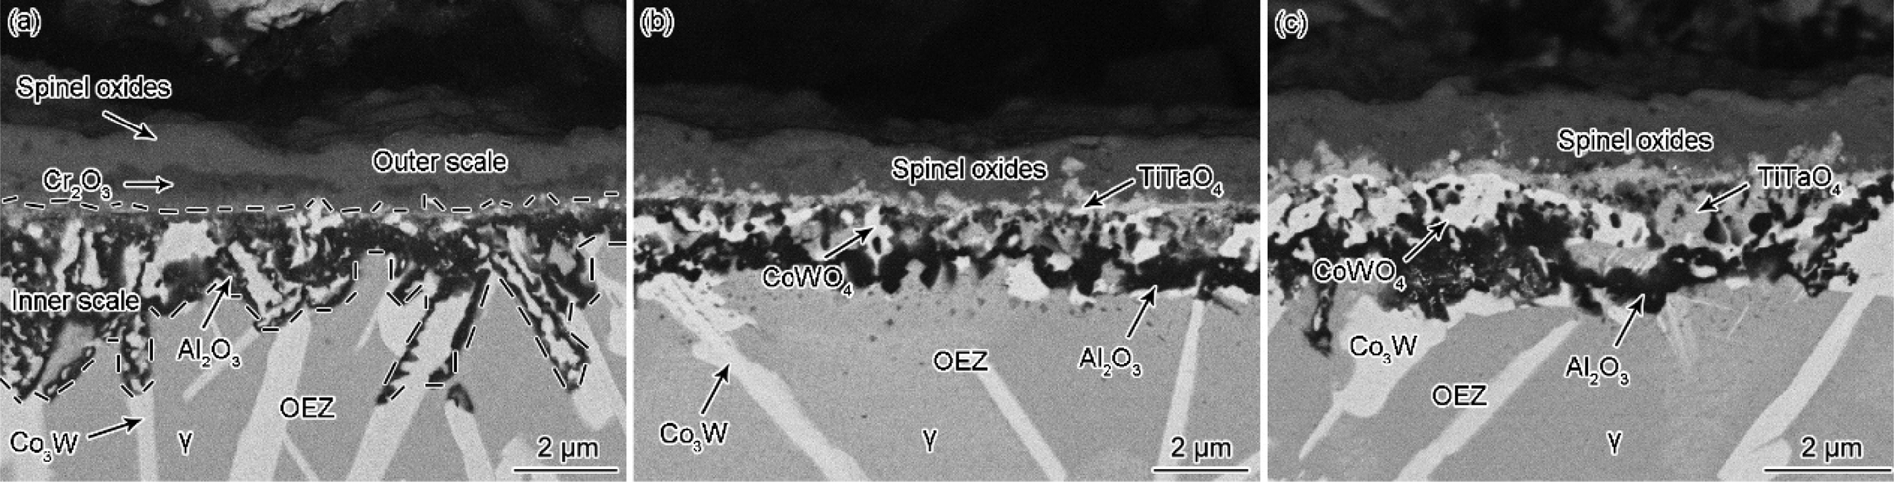 (a)
Spinel oxides
Outer scale
Cr₂O₃
Inner scale
Al₂O₃
OEZ
Co₃W
γ
2 μm
(b)
Spinel oxides
TiTaO₄
CoWO₄
OEZ
Al₂O₃
Co₃W
γ
2 μm
(c)
Spinel oxides
TiTaO₄
CoWO₄
Co₃W
Al₂O₃
OEZ
γ
2 μm